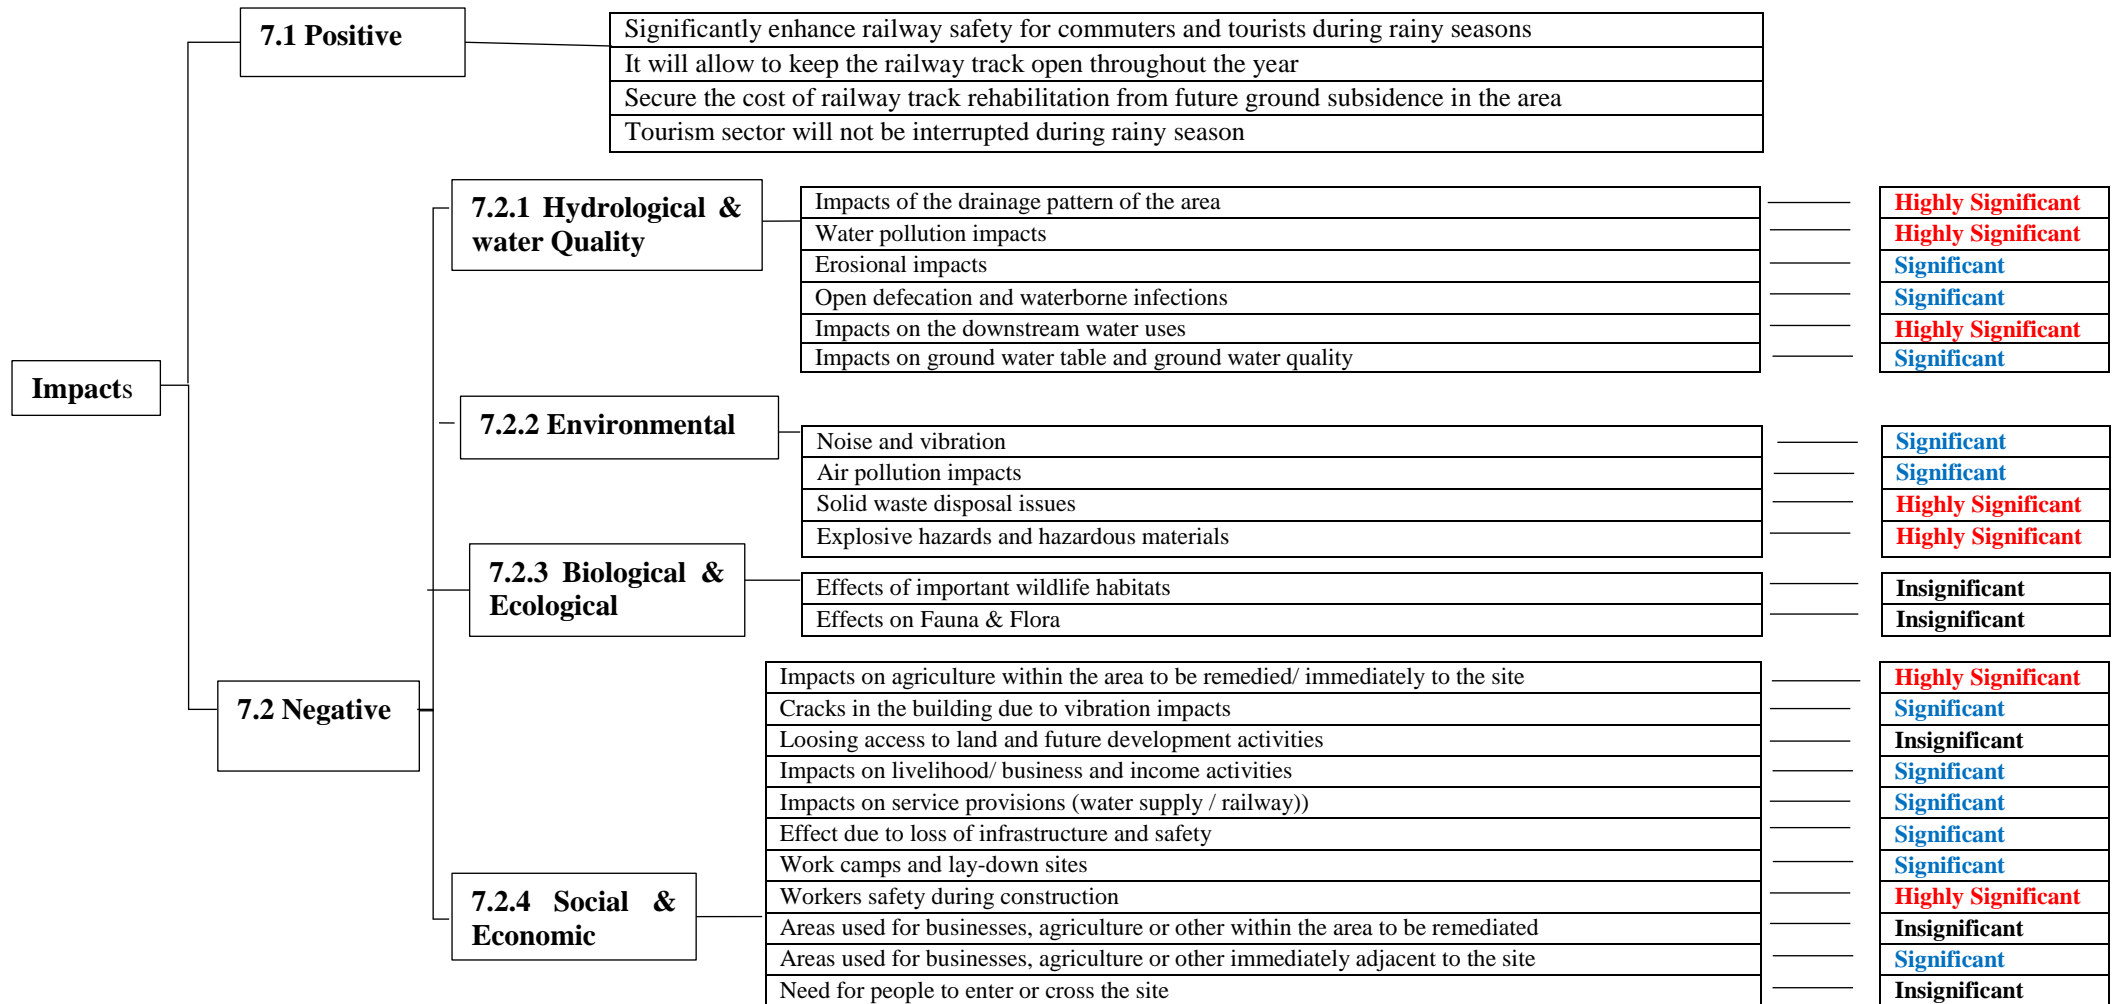 7.1 Positive
Significantly enhance railway safety for commuters and tourists during rainy seasons
It will allow to keep the railway track open throughout the year
Secure the cost of railway track rehabilitation from future ground subsidence in the area
Tourism sector will not be interrupted during rainy season
Impacts
7.2 Negative
7.2.1 Hydrological &
water Quality
Impacts of the drainage pattern of the area Highly Significant
Water pollution impacts Highly Significant
Erosional impacts Significant
Open defecation and waterborne infections Significant
Impacts on the downstream water uses Highly Significant
Impacts on ground water table and ground water quality Significant
7.2.2 Environmental
Noise and vibration Significant
Air pollution impacts Significant
Solid waste disposal issues Highly Significant
Explosive hazards and hazardous materials Highly Significant
7.2.3 Biological &
Ecological
Effects of important wildlife habitats Insignificant
Effects on Fauna & Flora Insignificant
7.2.4 Social &
Economic
Impacts on agriculture within the area to be remedied/ immediately to the site Highly Significant
Cracks in the building due to vibration impacts Significant
Loosing access to land and future development activities Insignificant
Impacts on livelihood/ business and income activities Significant
Impacts on service provisions (water supply / railway)) Significant
Effect due to loss of infrastructure and safety Significant
Work camps and lay-down sites Significant
Workers safety during construction Highly Significant
Areas used for businesses, agriculture or other within the area to be remediated Insignificant
Areas used for businesses, agriculture or other immediately adjacent to the site Significant
Need for people to enter or cross the site Insignificant